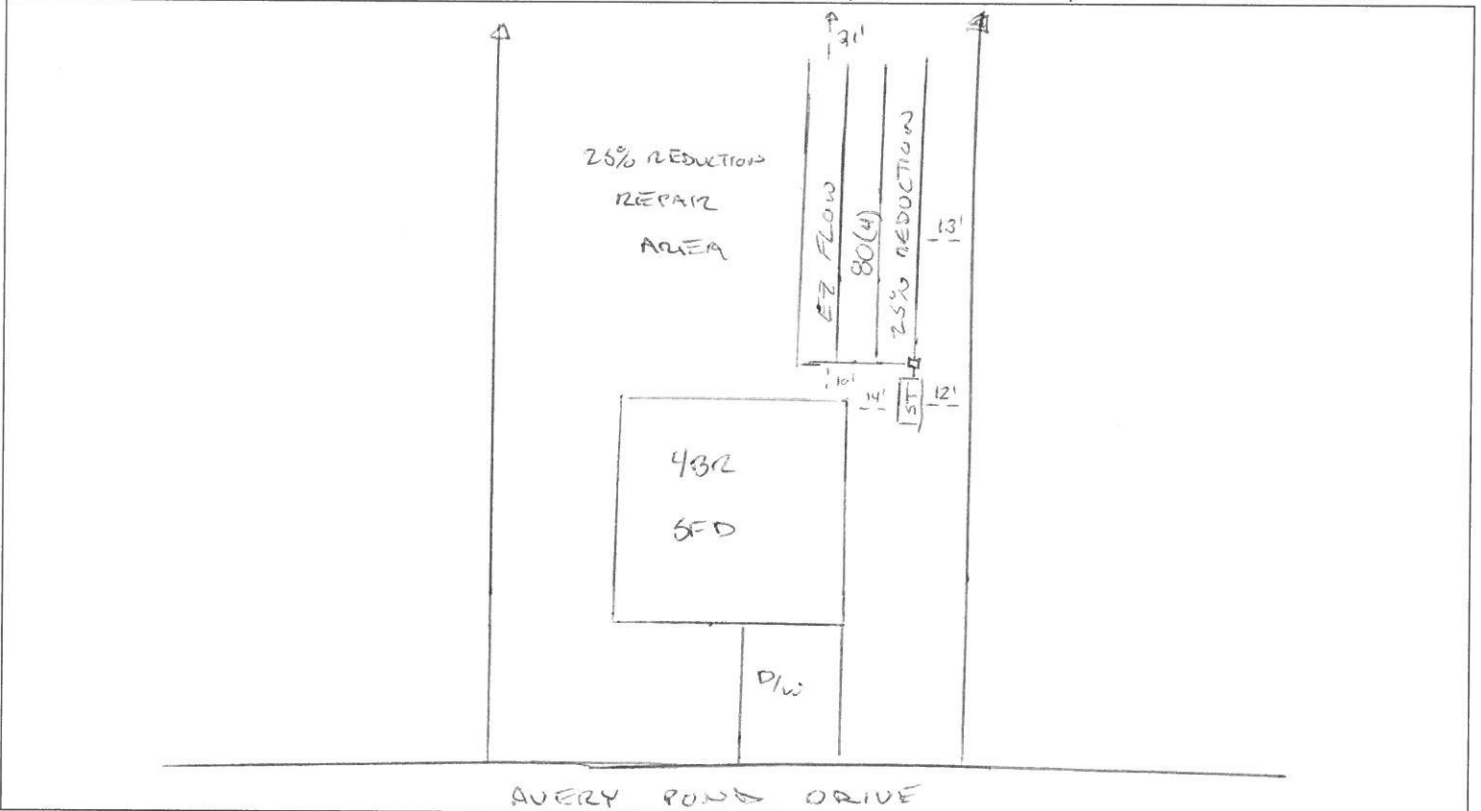 31'
25% REDUCTION
REPAIR
AREA
EZ FLOW
80(4)
25% REDUCTION
13'
10'
14'
ST
12'
4BR
SFD
D/W
AVERY POND DRIVE